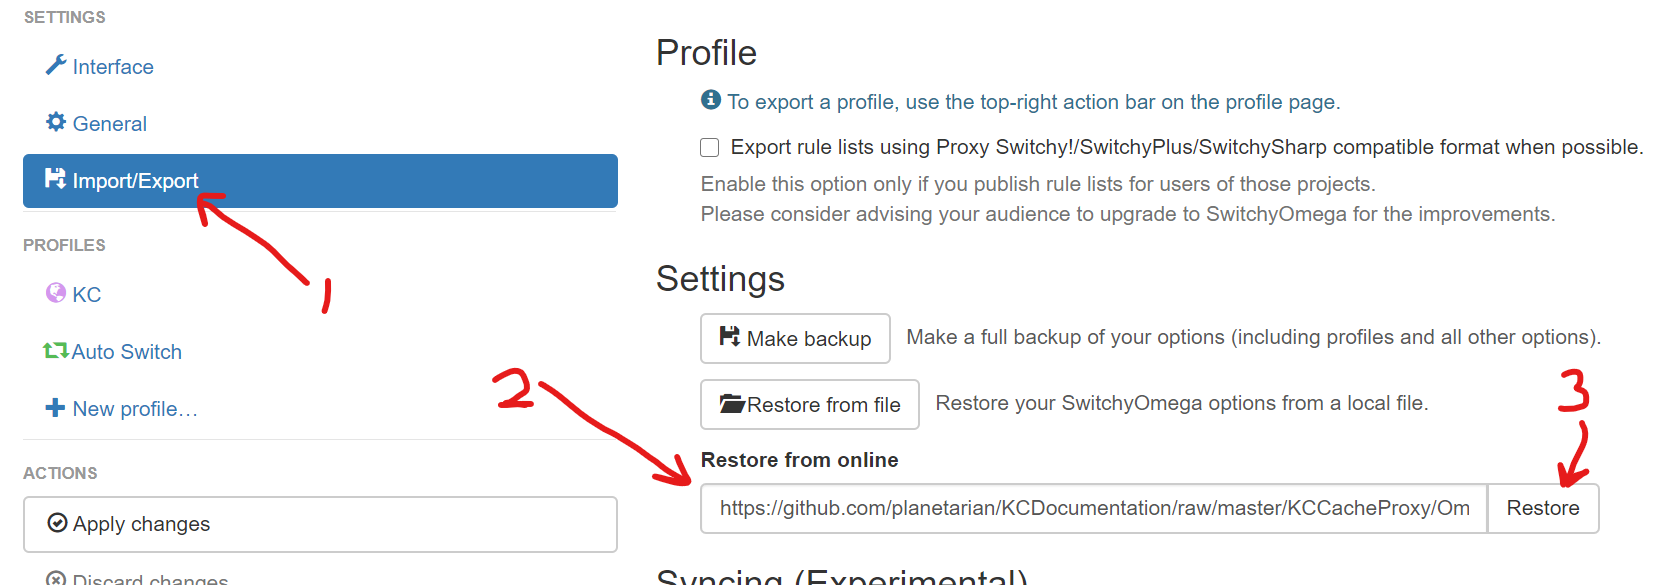 SETTINGS
Interface
General
Import/Export
1
PROFILES
KC
Auto Switch
New profile…
ACTIONS
Apply changes
Discard changes
Profile
To export a profile, use the top-right action bar on the profile page.
Export rule lists using Proxy Switchy!/SwitchyPlus/SwitchySharp compatible format when possible.
Enable this option only if you publish rule lists for users of those projects.
Please consider advising your audience to upgrade to SwitchyOmega for the improvements.
Settings
Make backup Make a full backup of your options (including profiles and all other options).
2
3
Restore from file Restore your SwitchyOmega options from a local file.
Restore from online
https://github.com/planetarian/KCDocumentation/raw/master/KCCacheProxy/Om Restore
Syncing (Experimental)